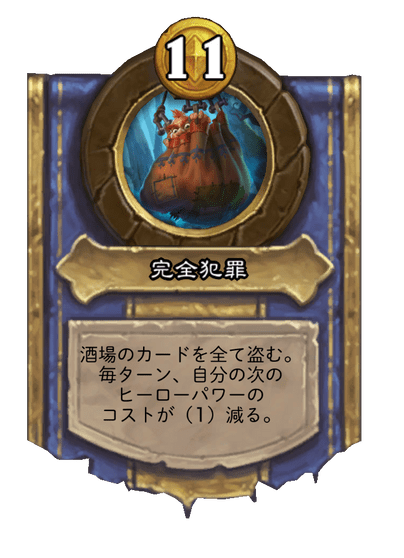 11
完全犯罪
酒場のカードを全て盗む。
毎ターン、自分の次の
ヒーローパワーの
コストが（1）減る。